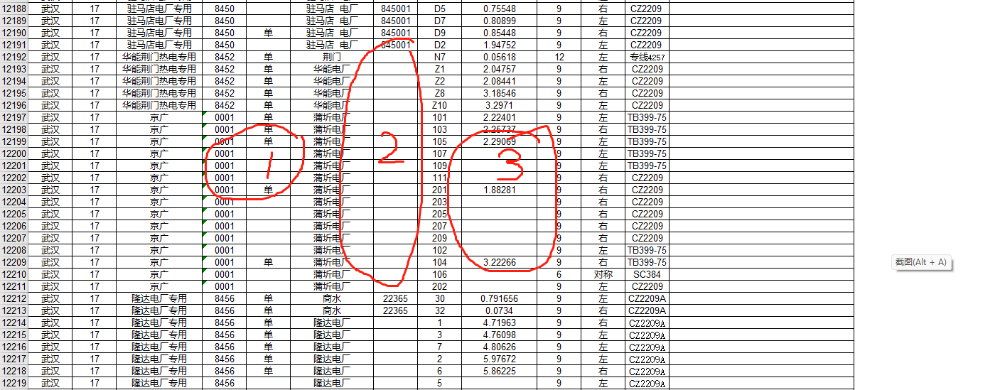 12188 武汉 17 驻马店电厂专用 8450 驻马店 电厂 845001 D5 0.75548 9 右 CZ2209
12189 武汉 17 驻马店电厂专用 8450 驻马店 电厂 845001 D7 0.80899 9 左 CZ2209
12190 武汉 17 驻马店电厂专用 8450 单 驻马店 电厂 845001 D9 0.85448 9 右 CZ2209
12191 武汉 17 驻马店电厂专用 8450 驻马店 电厂 845001 D2 1.94752 9 左 CZ2209
12192 武汉 17 华能荆门热电专用 8452 单 荆门 N7 0.05618 12 左 专线4257
12193 武汉 17 华能荆门热电专用 8452 单 华能电厂 Z1 2.04757 9 右 CZ2209
12194 武汉 17 华能荆门热电专用 8452 单 华能电厂 Z2 2.08441 9 左 CZ2209
12195 武汉 17 华能荆门热电专用 8452 单 华能电厂 Z8 3.18546 9 右 CZ2209
12196 武汉 17 华能荆门热电专用 8452 单 华能电厂 Z10 3.2971 9 左 CZ2209
12197 武汉 17 京广 0001 单 蒲圻电厂 101 2.22401 9 左 TB399-75
12198 武汉 17 京广 0001 单 蒲圻电厂 103 2.25737 9 右 TB399-75
12199 武汉 17 京广 0001 单 蒲圻电厂 105 2.29069 9 左 TB399-75
12200 武汉 17 京广 0001 蒲圻电厂 107 9 左 TB399-75
12201 武汉 17 京广 0001 1 蒲圻电厂 2 109 3 9 左 TB399-75
12202 武汉 17 京广 0001 蒲圻电厂 111 9 右 CZ2209
12203 武汉 17 京广 0001 单 蒲圻电厂 201 1.88281 9 右 CZ2209
12204 武汉 17 京广 0001 蒲圻电厂 203 9 右 CZ2209
12205 武汉 17 京广 0001 蒲圻电厂 205 9 右 CZ2209
12206 武汉 17 京广 0001 蒲圻电厂 207 9 右 CZ2209
12207 武汉 17 京广 0001 蒲圻电厂 209 9 右 CZ2209
12208 武汉 17 京广 0001 蒲圻电厂 102 9 左 TB399-75
12209 武汉 17 京广 0001 单 蒲圻电厂 104 3.22266 9 右 TB399-75 截图(Alt + A)
12210 武汉 17 京广 0001 蒲圻电厂 106 6 对称 SC384
12211 武汉 17 京广 0001 蒲圻电厂 202 9 左 CZ2209
12212 武汉 17 隆达电厂专用 8456 单 商水 22365 30 0.791656 9 左 CZ2209A
12213 武汉 17 隆达电厂专用 8456 单 商水 22365 32 0.0734 9 右 CZ2209A
12214 武汉 17 隆达电厂专用 8456 单 隆达电厂 1 4.71963 9 右 CZ2209A
12215 武汉 17 隆达电厂专用 8456 单 隆达电厂 3 4.76098 9 左 CZ2209A
12216 武汉 17 隆达电厂专用 8456 单 隆达电厂 7 4.80626 9 左 CZ2209A
12217 武汉 17 隆达电厂专用 8456 单 隆达电厂 2 5.97672 9 左 CZ2209A
12218 武汉 17 隆达电厂专用 8456 单 隆达电厂 6 5.86225 9 右 CZ2209A
12219 武汉 17 隆达电厂专用 8456 隆达电厂 5 9 左 CZ2209A